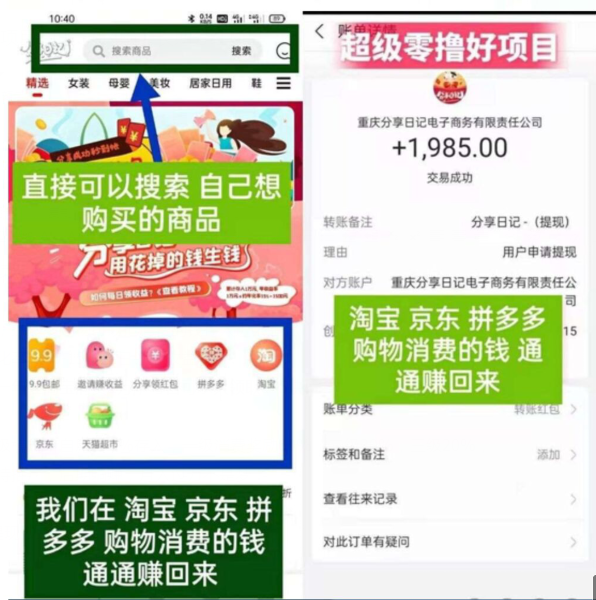 10:40
搜索商品
搜索
精选
女装
母婴
美妆
居家日用
鞋
直接可以搜索 自己想
购买的商品
用花掉的钱生钱
如何每日领收益？《查看教程》
9.9
9.9包邮
邀请赚收益
分享领红包
拼多多
淘
淘宝
京东
天猫超市
折
我们在 淘宝 京东 拼
多多 购物消费的钱
通通赚回来
账单详情
超级零撸好项目
重庆分享日记电子商务有限责任公司
+1,985.00
交易成功
转账备注
分享日记 -（提现）
理由
用户申请提现
对方账户
重庆分享日记电子商务有限责任公
司
淘宝 京东 拼多多
购物消费的钱 通
通赚回来
创
15
账单分类
转账红包
标签和备注
添加
查看往来记录
对此订单有疑问